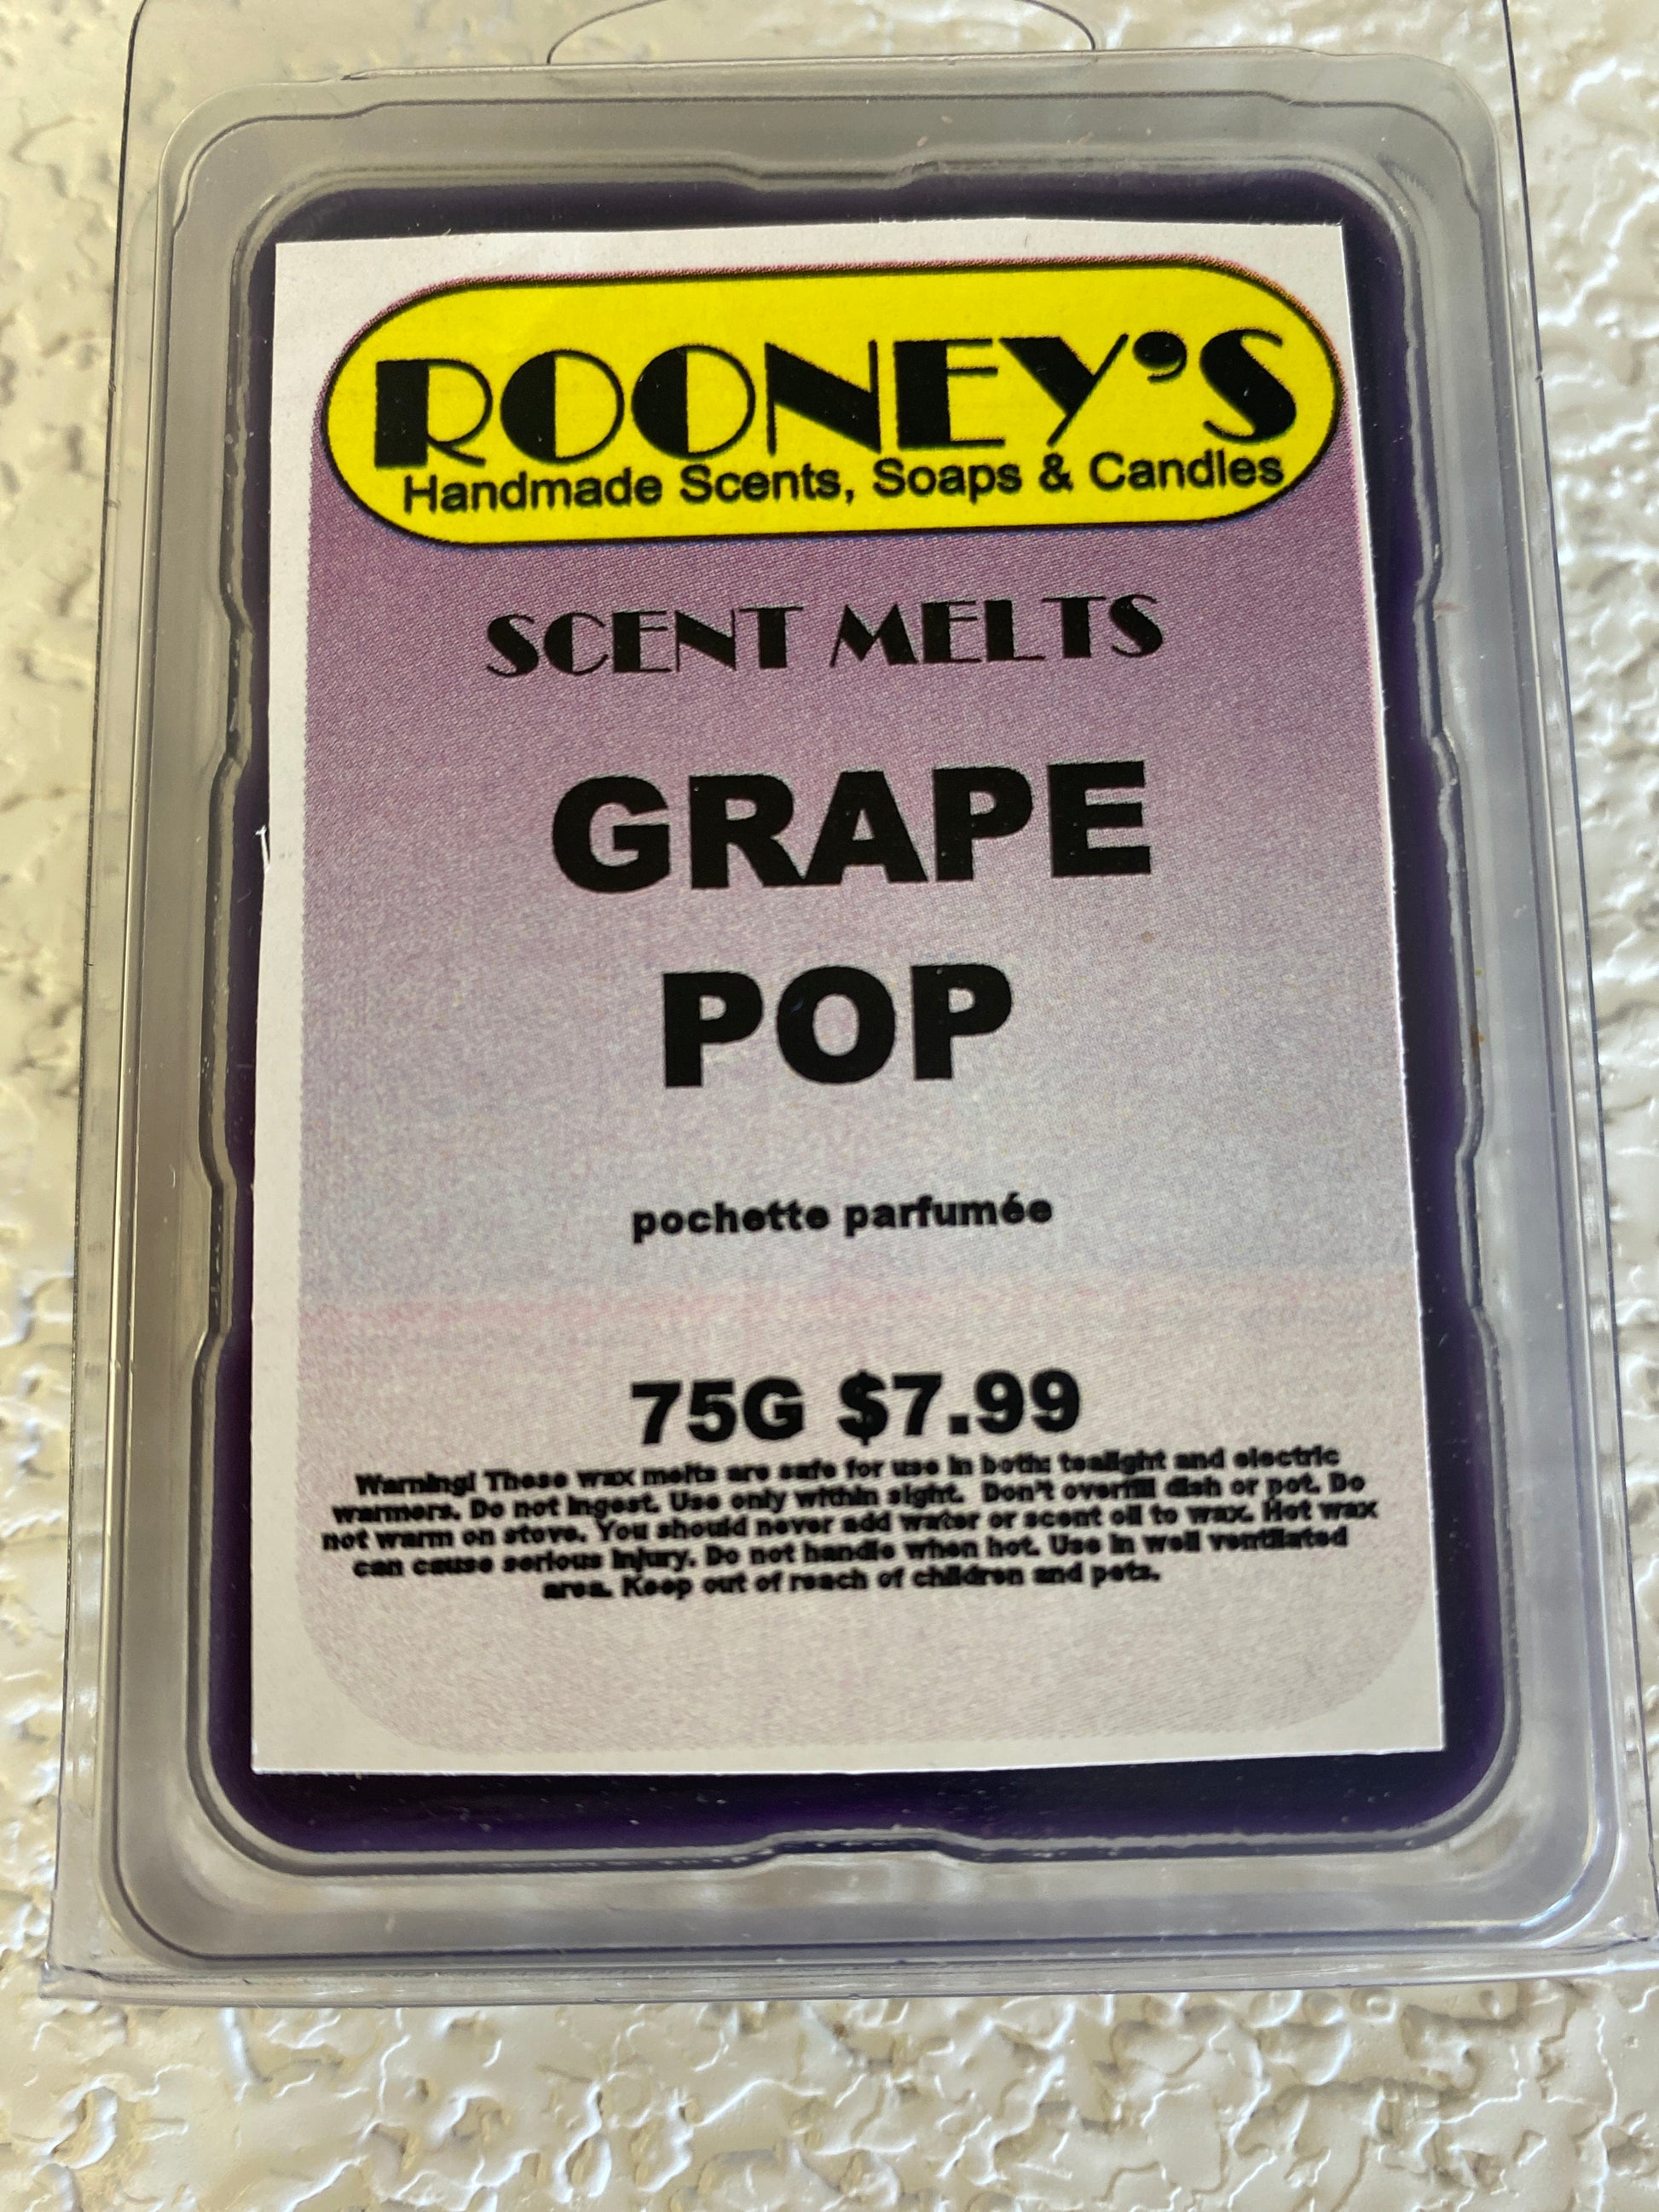 ROONEY'S
Handmade Scents, Soaps & Candles
SCENT MELTS
GRAPE
POP
pochette parfumée
75G $7.99
Warning! These wax melts are safe for use in both: tealight and electric
warmers. Do not ingest. Use only within sight. Don't overfill dish or pot. Do
not warm on stove. You should never add water or scent oil to wax. Hot wax
can cause serious injury. Do not handle when hot. Use in well ventilated
area. Keep out of reach of children and pets.